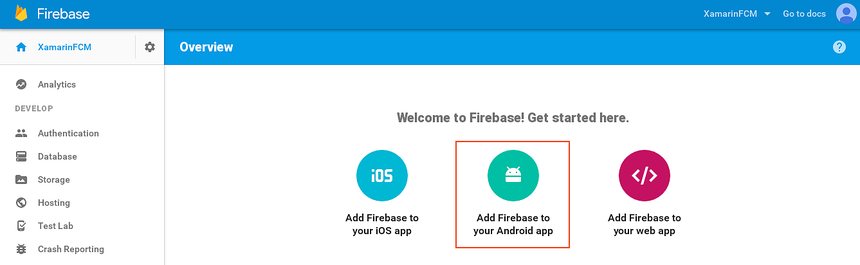 Firebase
XamarinFCM
Go to docs
XamarinFCM
Overview
Analytics
DEVELOP
Authentication
Database
Storage
Hosting
Test Lab
Crash Reporting
Welcome to Firebase! Get started here.
iOS
Add Firebase to
your iOS app
Add Firebase to
your Android app
</>
Add Firebase to
your web app